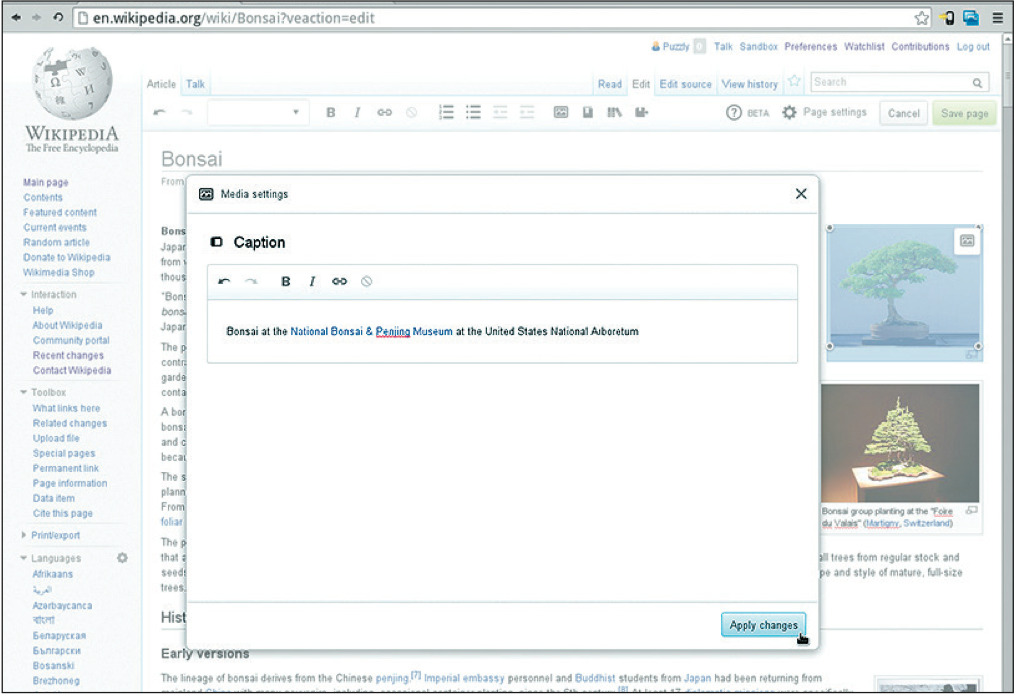 en.wikipedia.org/wiki/Bonsai?veaction=edit
Puzzly 0 Talk Sandbox Preferences Watchlist Contributions Log out
Article Talk Read Edit Edit source View history Search
B I BETA Page settings Cancel Save page
WIKIPEDIA
The Free Encyclopedia
Main page
Contents
Featured content
Current events
Random article
Donate to Wikipedia
Wikimedia Shop
Interaction
Help
About Wikipedia
Community portal
Recent changes
Contact Wikipedia
Toolbox
What links here
Related changes
Upload file
Special pages
Permanent link
Page information
Data item
Cite this page
Print/export
Languages
Afrikaans
العربية
Azərbaycanca
বাংলা
Беларуская
Български
Bosanski
Brezhoneg
Bonsai
From
Media settings
Caption
B I
Bonsai at the National Bonsai & Penjing Museum at the United States National Arboretum
Apply changes
Bons
Japar
from v
thous
"Bons
bons
Japar
The p
contr
garde
conta
A bor
bonsa
and c
becau
The s
plann
From
foliar
The p
that a
seeds
trees.
Bonsai group planting at the "Foire
du Valais" (Martigny, Switzerland)
all trees from regular stock and
pe and style of mature, full-size
Hist
Early versions
The lineage of bonsai derives from the Chinese penjing.[7] Imperial embassy personnel and Buddhist students from Japan had been returning from